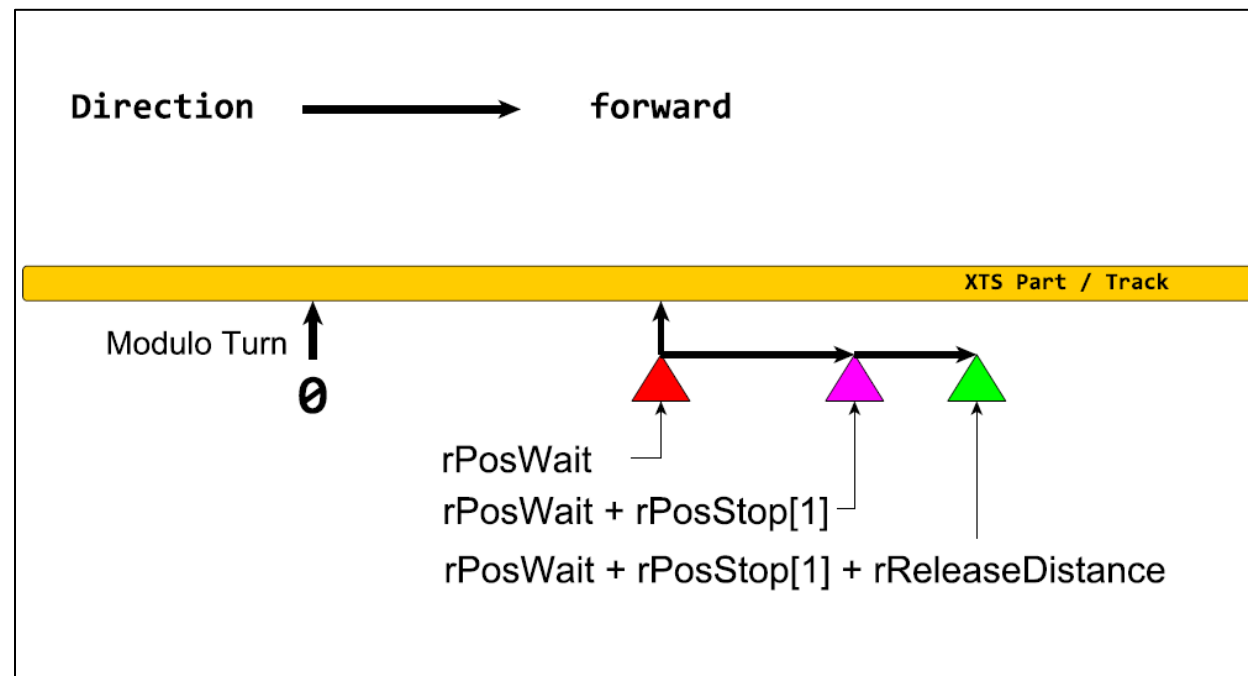 Direction forward
XTS Part / Track
Modulo Turn
0
rPosWait
rPosWait + rPosStop[1]
rPosWait + rPosStop[1] + rReleaseDistance